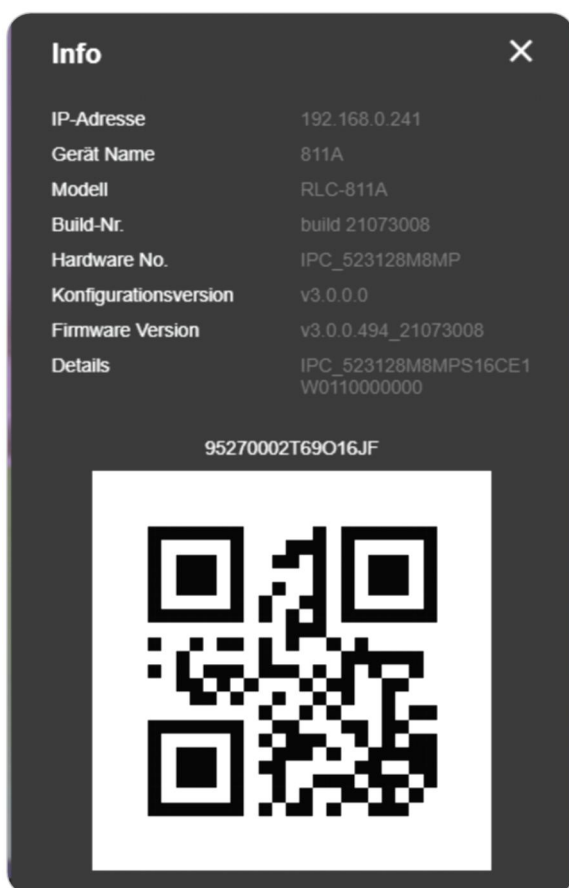 Info
IP-Adresse 192.168.0.241
Gerät Name 811A
Modell RLC-811A
Build-Nr. build 21073008
Hardware No. IPC_523128M8MP
Konfigurationsversion v3.0.0.0
Firmware Version v3.0.0.494_21073008
Details IPC_523128M8MPS16CE1
W0110000000
95270002T69O16JF